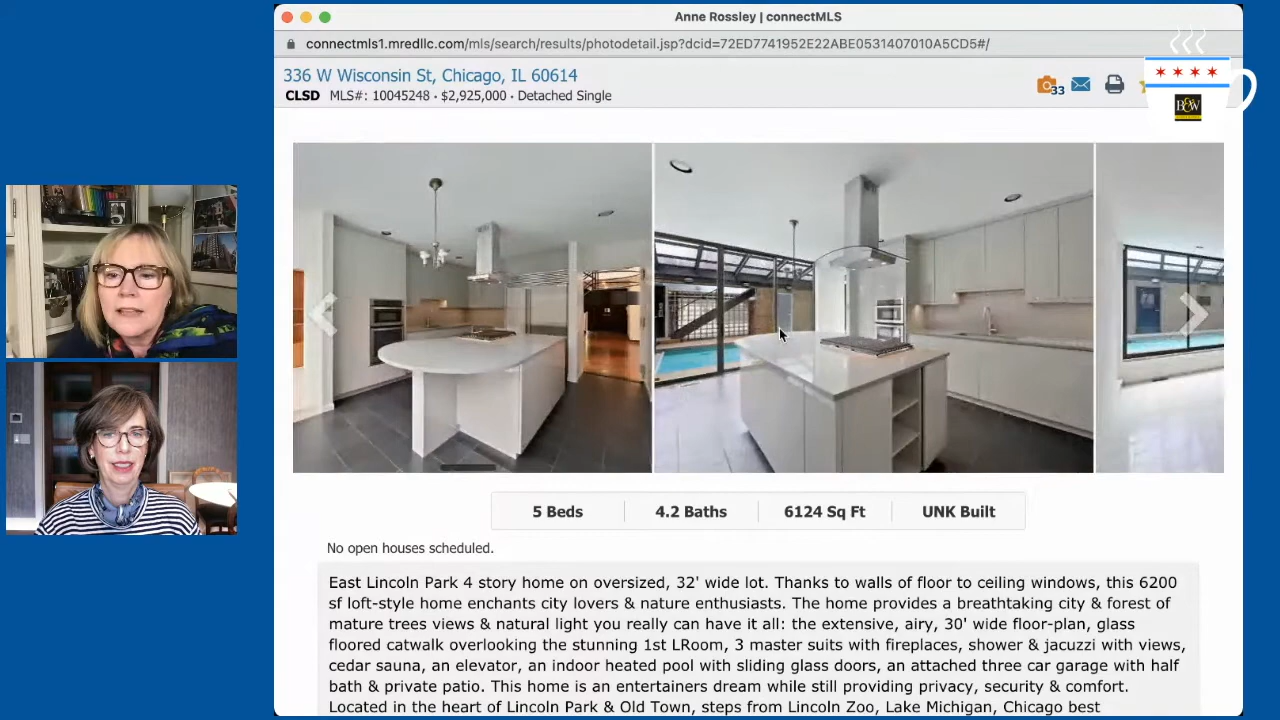 Anne Rossley | connectMLS
connectmls1.mredllc.com/mls/search/results/photodetail.jsp?dcid=72ED7741952E22ABE0531407010A5CD5#/
336 W Wisconsin St, Chicago, IL 60614
CLSD MLS#: 10045248 · $2,925,000 · Detached Single
33
B&W
5 Beds
4.2 Baths
6124 Sq Ft
UNK Built
No open houses scheduled.
East Lincoln Park 4 story home on oversized, 32' wide lot. Thanks to walls of floor to ceiling windows, this 6200
sf loft-style home enchants city lovers & nature enthusiasts. The home provides a breathtaking city & forest of
mature trees views & natural light you really can have it all: the extensive, airy, 30' wide floor-plan, glass
floored catwalk overlooking the stunning 1st LRoom, 3 master suits with fireplaces, shower & jacuzzi with views,
cedar sauna, an elevator, an indoor heated pool with sliding glass doors, an attached three car garage with half
bath & private patio. This home is an entertainers dream while still providing privacy, security & comfort.
Located in the heart of Lincoln Park & Old Town, steps from Lincoln Zoo, Lake Michigan, Chicago best